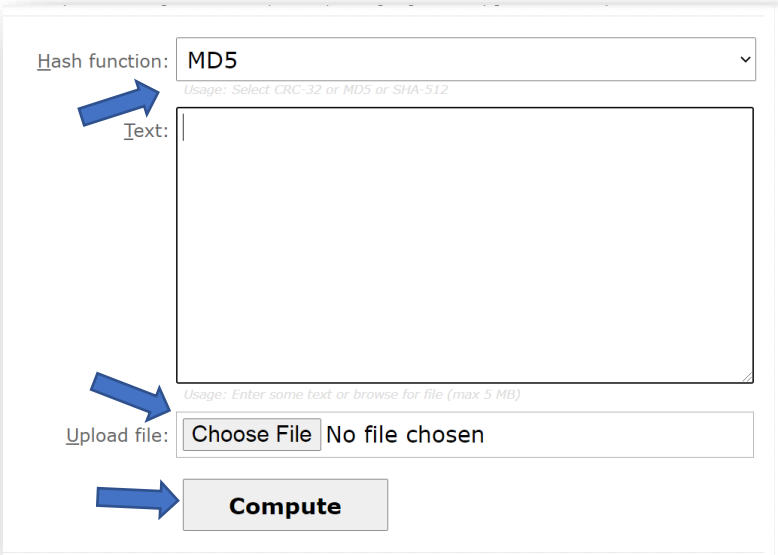 Hash function: MD5
Usage: Select CRC-32 or MD5 or SHA-512
Text:
Usage: Enter some text or browse for file (max 5 MB)
Upload file: Choose File No file chosen
Compute